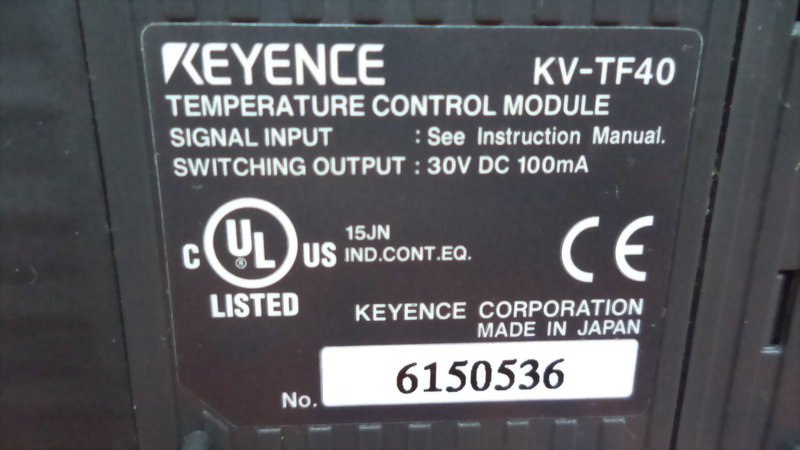 KEYENCE KV-TF40
TEMPERATURE CONTROL MODULE
SIGNAL INPUT : See Instruction Manual.
SWITCHING OUTPUT : 30V DC 100mA
C UL ® US
LISTED
15JN
IND.CONT.EQ.
CE
KEYENCE CORPORATION
MADE IN JAPAN
No. 6150536